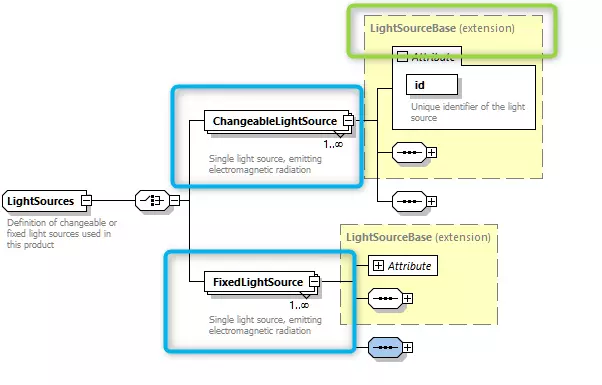 LightSourceBase (extension)
Attribute
id
Unique identifier of the light
source
ChangeableLightSource
1..∞
Single light source, emitting
electromagnetic radiation
LightSources
Definition of changeable or
fixed light sources used in
this product
LightSourceBase (extension)
Attribute
FixedLightSource
1..∞
Single light source, emitting
electromagnetic radiation